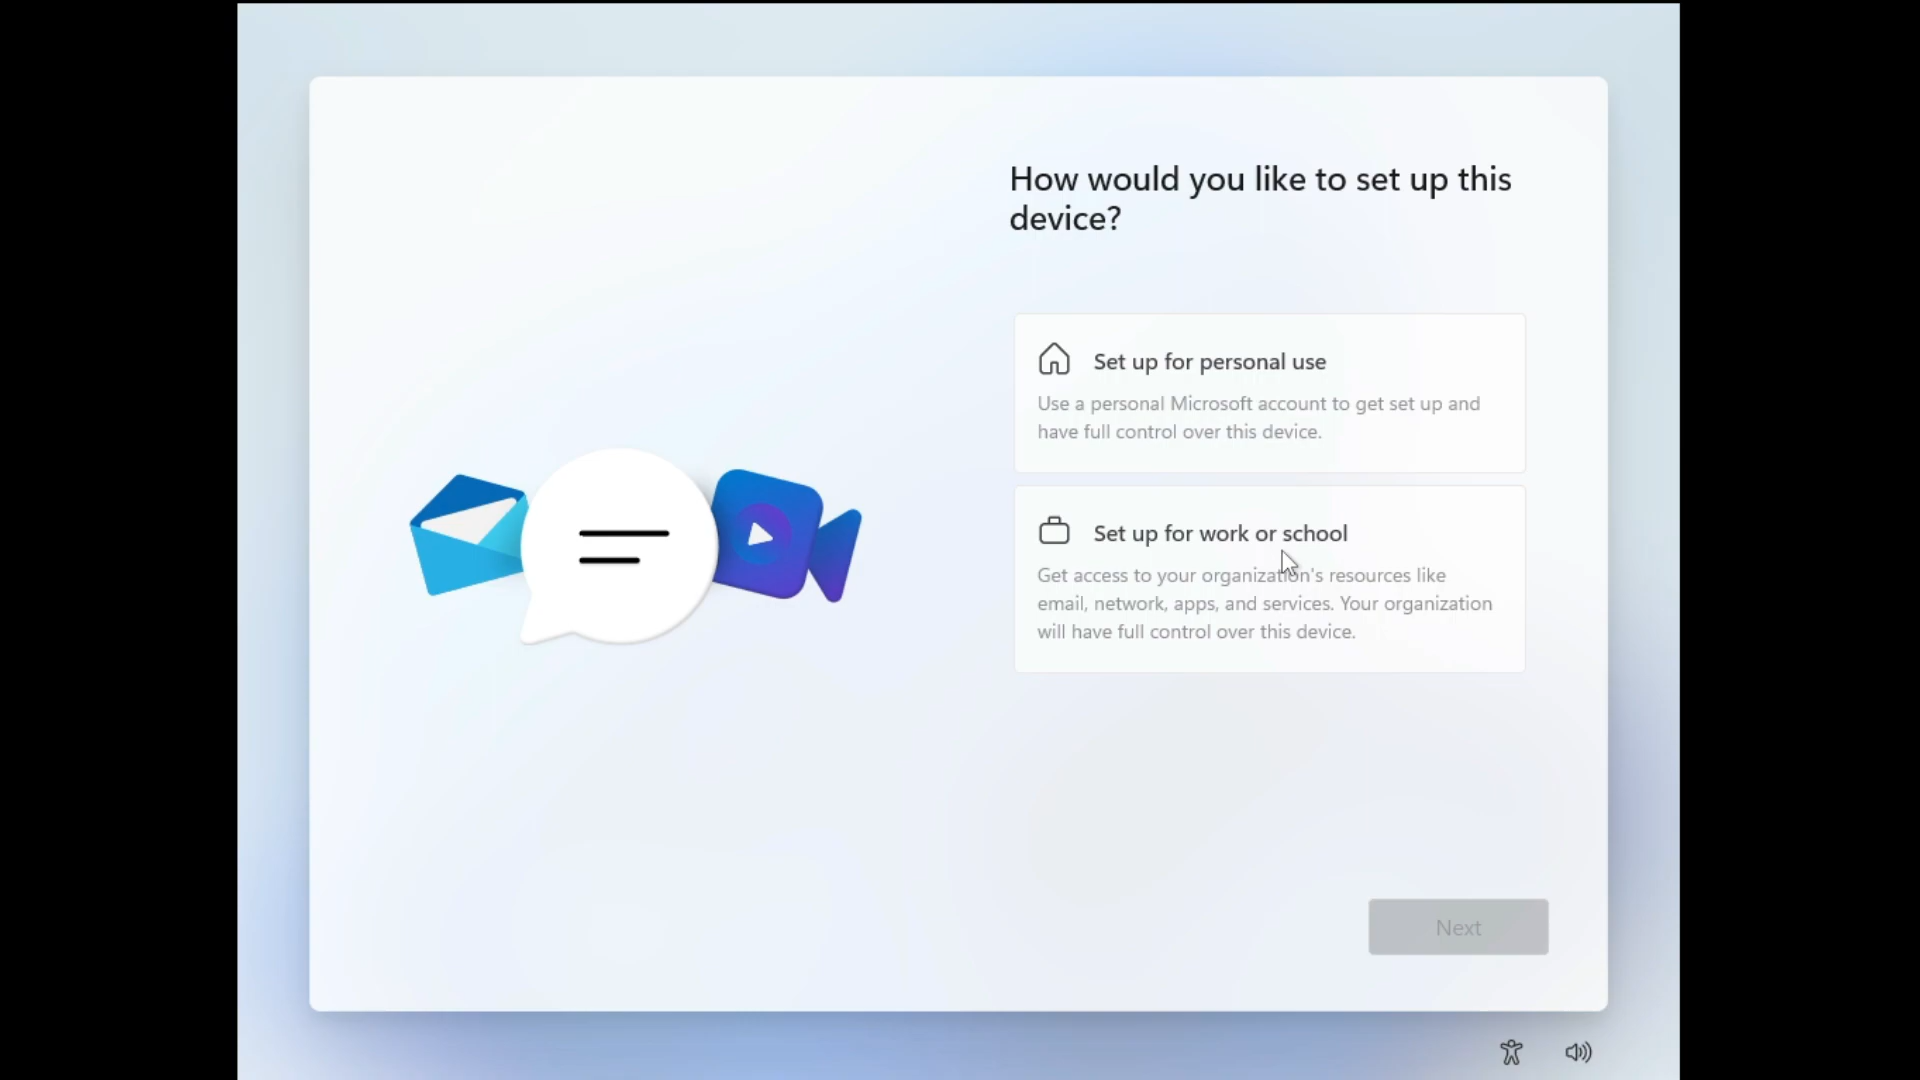 How would you like to set up this
device?
Set up for personal use
Use a personal Microsoft account to get set up and
have full control over this device.
Set up for work or school
Get access to your organization's resources like
email, network, apps, and services. Your organization
will have full control over this device.
Next